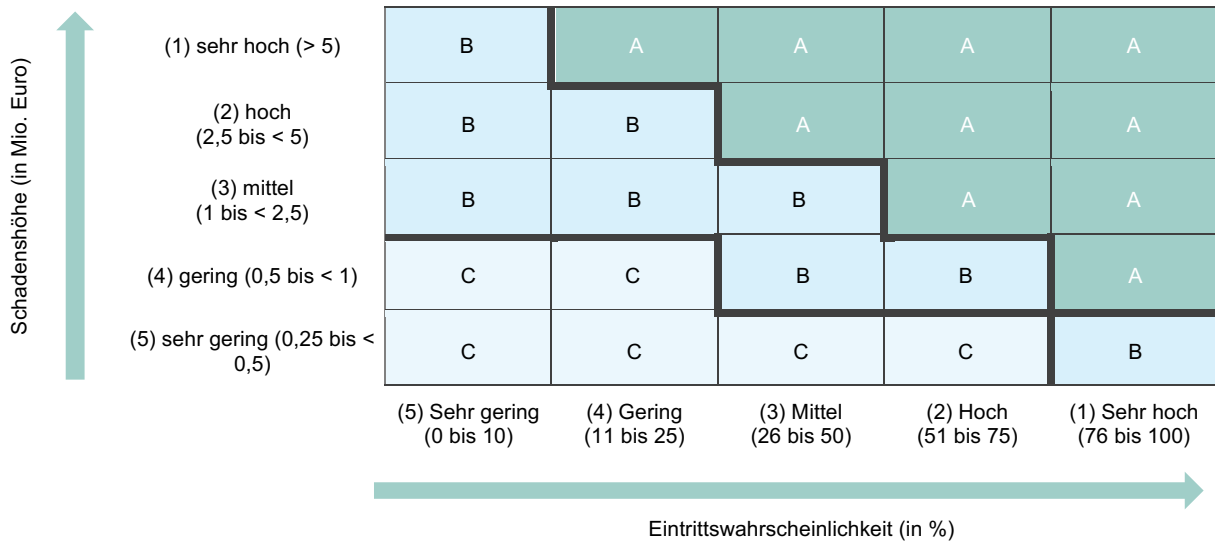 Schadenshöhe (in Mio. Euro)
(1) sehr hoch (> 5)
B
A
A
A
A
(2) hoch
(2,5 bis < 5)
B
B
A
A
A
(3) mittel
(1 bis < 2,5)
B
B
B
A
A
(4) gering (0,5 bis < 1)
C
C
B
B
A
(5) sehr gering (0,25 bis <
0,5)
C
C
C
C
B
(5) Sehr gering
(0 bis 10)
(4) Gering
(11 bis 25)
(3) Mittel
(26 bis 50)
(2) Hoch
(51 bis 75)
(1) Sehr hoch
(76 bis 100)
Eintrittswahrscheinlichkeit (in %)